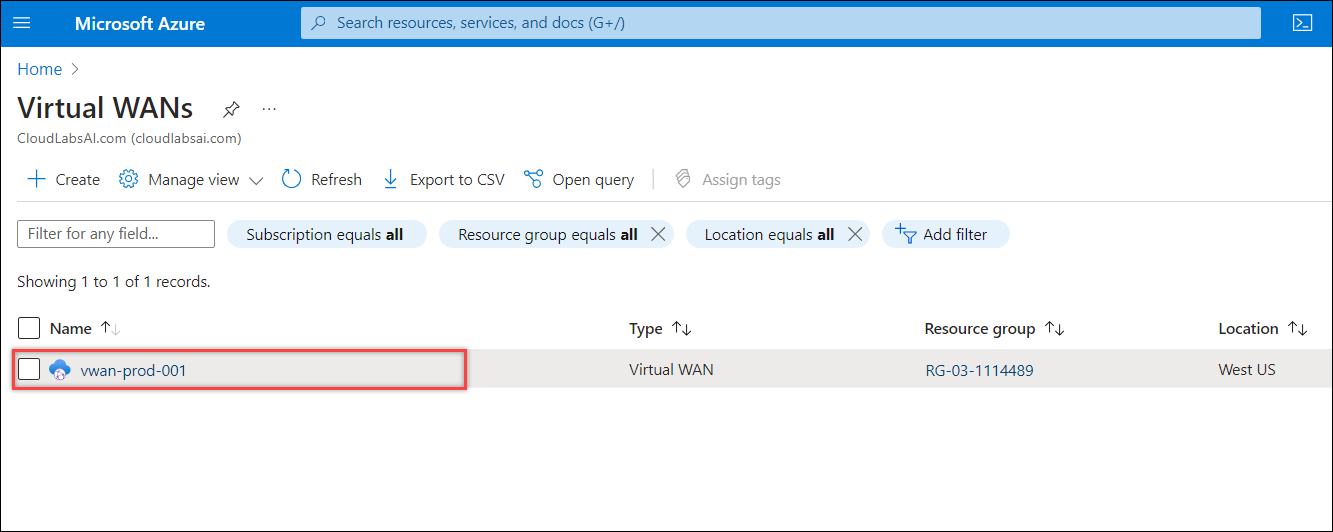 Microsoft Azure Search resources, services, and docs (G+/)
Home
Virtual WANs ...
CloudLabsAI.com (cloudlabsai.com)
Create Manage view Refresh Export to CSV Open query Assign tags
Filter for any field... Subscription equals all Resource group equals all Location equals all Add filter
Showing 1 to 1 of 1 records.
Name Type Resource group Location
vwan-prod-001 Virtual WAN RG-03-1114489 West US